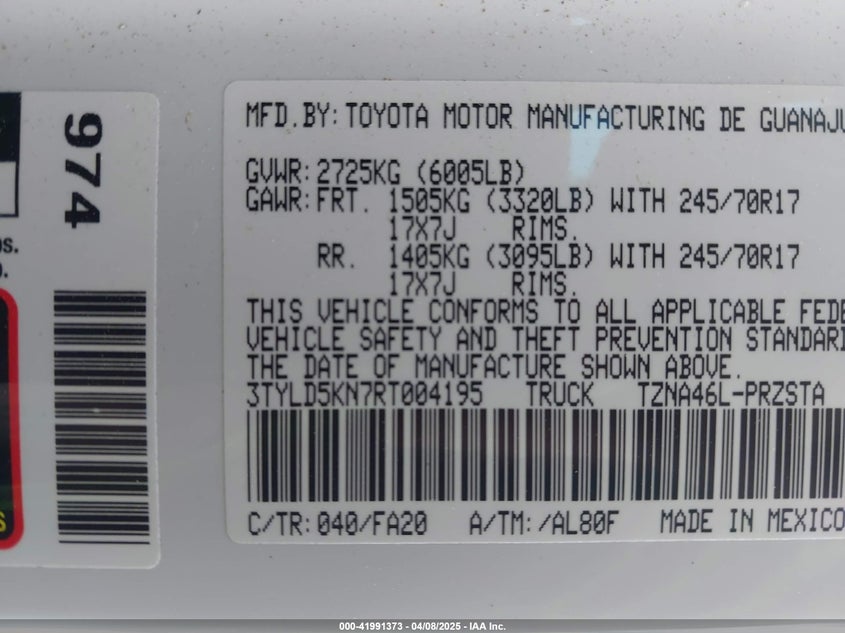 974
MFD.BY: TOYOTA MOTOR MANUFACTURING DE GUANAJU
GVWR: 2725KG (6005LB)
GAWR: FRT. 1505KG (3320LB) WITH 245/70R17
17X7J RIMS.
RR. 1405KG (3095LB) WITH 245/70R17
17X7J RIMS.
THIS VEHICLE CONFORMS TO ALL APPLICABLE FEDE
VEHICLE SAFETY AND THEFT PREVENTION STANDARD
THE DATE OF MANUFACTURE SHOWN ABOVE.
3TYLD5KN7RT004195 TRUCK TZNA46L-PRZSTA
C/TR: 040/FA20 A/TM: /AL80F MADE IN MEXICO
000-41991373 - 04/08/2025 - IAA Inc.